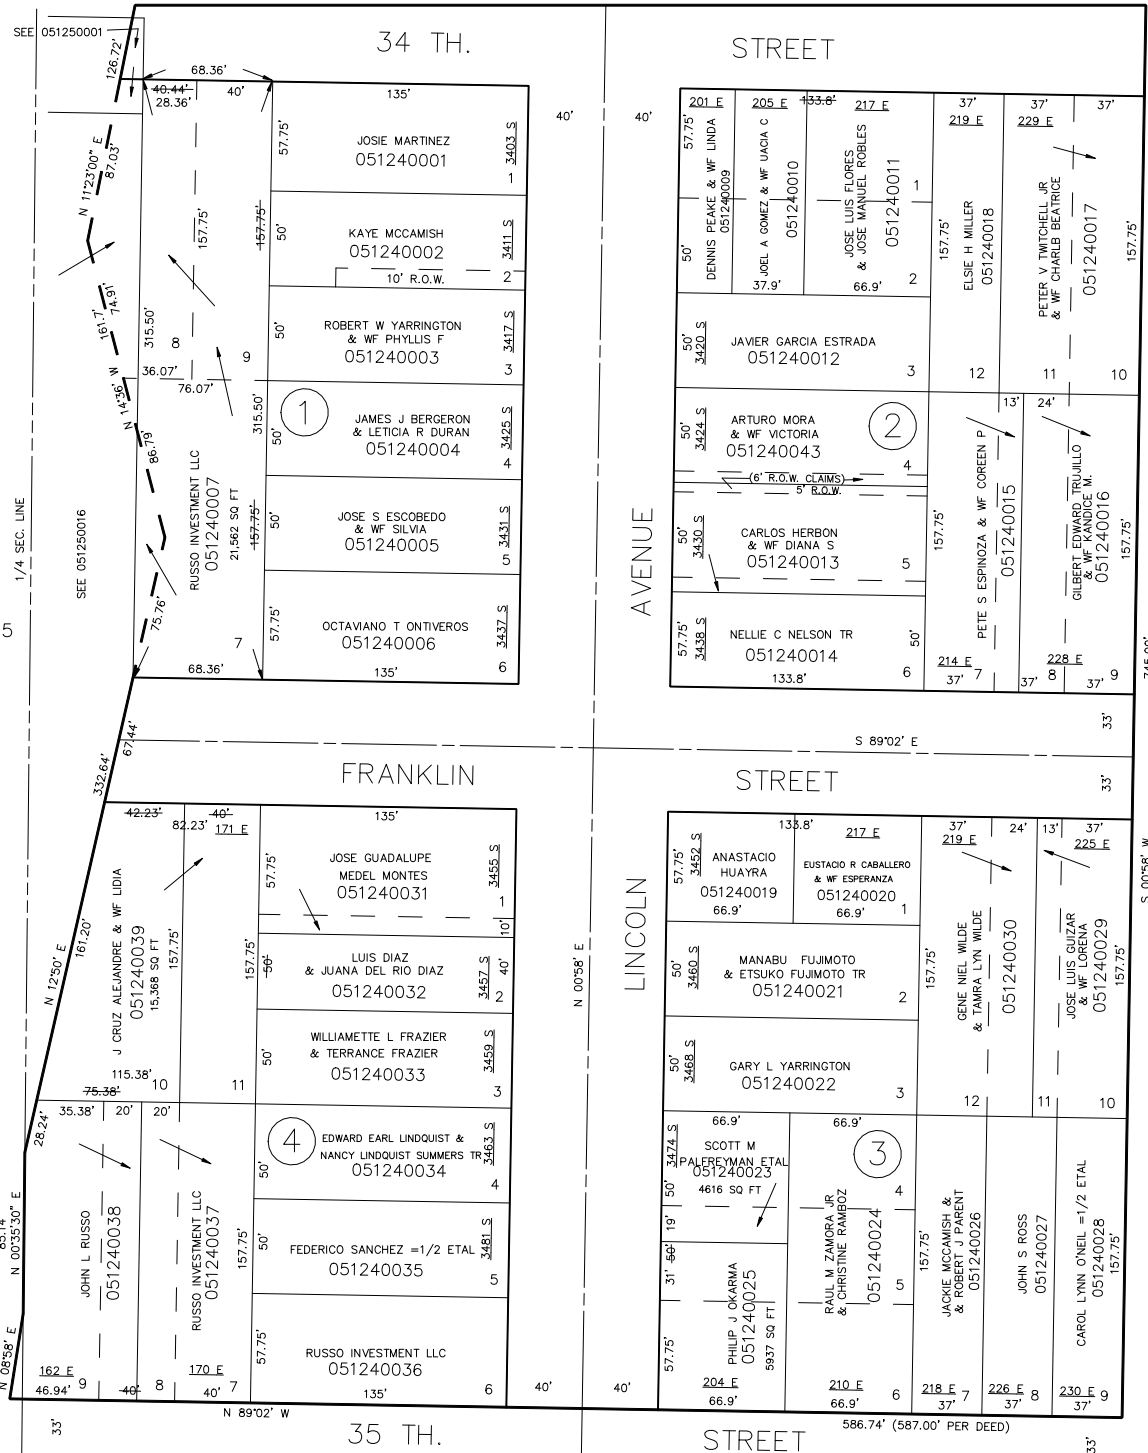 SEE 051250001
34 TH.
STREET
126.72'
68.36'
40.44'
28.36'
40'
135'
40'
40'
201 E
205 E
133.8'
217 E
37'
37'
37'
219 E
229 E
N 11°23'00" E
87.03'
57.75'
JOSIE MARTINEZ
051240001
3403 S
1
157.75'
157.75'
50'
KAYE MCCAMISH
051240002
3411 S
10' R.O.W.
2
57.75'
50'
DENNIS PEAKE & WF LINDA
051240009
JOEL A GOMEZ & WF UACIA C
051240010
37.9'
JOSE LUIS FLORES
& JOSE MANUEL ROBLES
051240011
1
2
66.9'
157.75'
ELSIE H MILLER
051240018
PETER V TWITCHELL JR
& WF CHARLB BEATRICE
051240017
157.75'
161.7'
74.91'
N 14°36' W
315.50'
8
9
36.07'
76.07'
50'
ROBERT W YARRINGTON
& WF PHYLLIS F
051240003
3417 S
3
50'
3420 S
JAVIER GARCIA ESTRADA
051240012
3
12
11
10
86.79'
315.50'
1
50'
JAMES J BERGERON
& LETICIA R DURAN
051240004
3425 S
4
50'
3424 S
ARTURO MORA
& WF VICTORIA
051240043
2
4
(6' R.O.W. CLAIMS)
5' R.O.W.
13'
24'
1/4 SEC. LINE
5
SEE 051250016
RUSSO INVESTMENT LLC
051240007
21,562 SQ FT
157.75'
50'
JOSE S ESCOBEDO
& WF SILVIA
051240005
3431 S
5
AVENUE
50'
3430 S
CARLOS HERBON
& WF DIANA S
051240013
5
157.75'
PETE S ESPINOZA & WF COREEN P
051240015
GILBERT EDWARD TRUJILLO
& WF KANDICE M.
051240016
157.75'
75.76'
57.75'
OCTAVIANO T ONTIVEROS
051240006
3437 S
6
7
68.36'
135'
57.75'
3438 S
NELLIE C NELSON TR
051240014
133.8'
50'
6
214 E
37'
7
37'
8
228 E
37'
9
745.00'
67.44'
332.64'
S 89°02' E
33'
33'
FRANKLIN
STREET
42.23'
40'
82.23'
171 E
135'
133.8'
217 E
37'
24'
13'
37'
219 E
225 E
S 00°58' W
57.75'
JOSE GUADALUPE
MEDEL MONTES
051240031
3455 S
1
10'
57.75'
3452 S
ANASTACIO
HUAYRA
051240019
66.9'
EUSTACIO R CABALLERO
& WF ESPERANZA
051240020
66.9'
1
N 12°50' E
161.20'
J CRUZ ALEJANDRE & WF LIDIA
051240039
15,368 SQ FT
157.75'
157.75'
50'
LUIS DIAZ
& JUANA DEL RIO DIAZ
051240032
3457 S
40'
2
N 00°58' E
LINCOLN
50'
3460 S
MANABU FUJIMOTO
& ETSUKO FUJIMOTO TR
051240021
2
157.75'
GENE NIEL WILDE
& TAMRA LYN WILDE
051240030
JOSE LUIS GUIZAR
& WF LORENA
051240029
157.75'
115.38'
75.38'
10
11
50'
WILLIAMETTE L FRAZIER
& TERRANCE FRAZIER
051240033
3459 S
3
50'
3468 S
GARY L YARRINGTON
051240022
3
12
11
10
28.24'
35.38'
20'
20'
4
50'
EDWARD EARL LINDQUIST &
NANCY LINDQUIST SUMMERS TR
051240034
3463 S
4
66.9'
66.9'
3474 S
50'
SCOTT M
PALFREYMAN ETAL
051240023
4616 SQ FT
3
4
85.14'
N 00°35'30" E
JOHN L RUSSO
051240038
RUSSO INVESTMENT LLC
051240037
157.75'
50'
FEDERICO SANCHEZ =1/2 ETAL
051240035
3481 S
5
19'
50'
31'
PHILIP J OKARMA
051240025
5937 SQ FT
RAUL M ZAMORA JR
& CHRISTINE RAMBOZ
051240024
5
157.75'
JACKIE MCCAMISH &
& ROBERT J PARENT
051240026
JOHN S ROSS
051240027
CAROL LYNN O'NEIL =1/2 ETAL
051240028
157.75'
N 08°58' E
57.75'
RUSSO INVESTMENT LLC
051240036
6
57.75'
162 E
46.94'
9
40'
8
170 E
40'
7
135'
40'
40'
204 E
66.9'
210 E
66.9'
6
218 E
37'
7
226 E
37'
8
230 E
37'
9
33'
N 89°02' W
586.74' (587.00' PER DEED)
33'
35 TH.
STREET